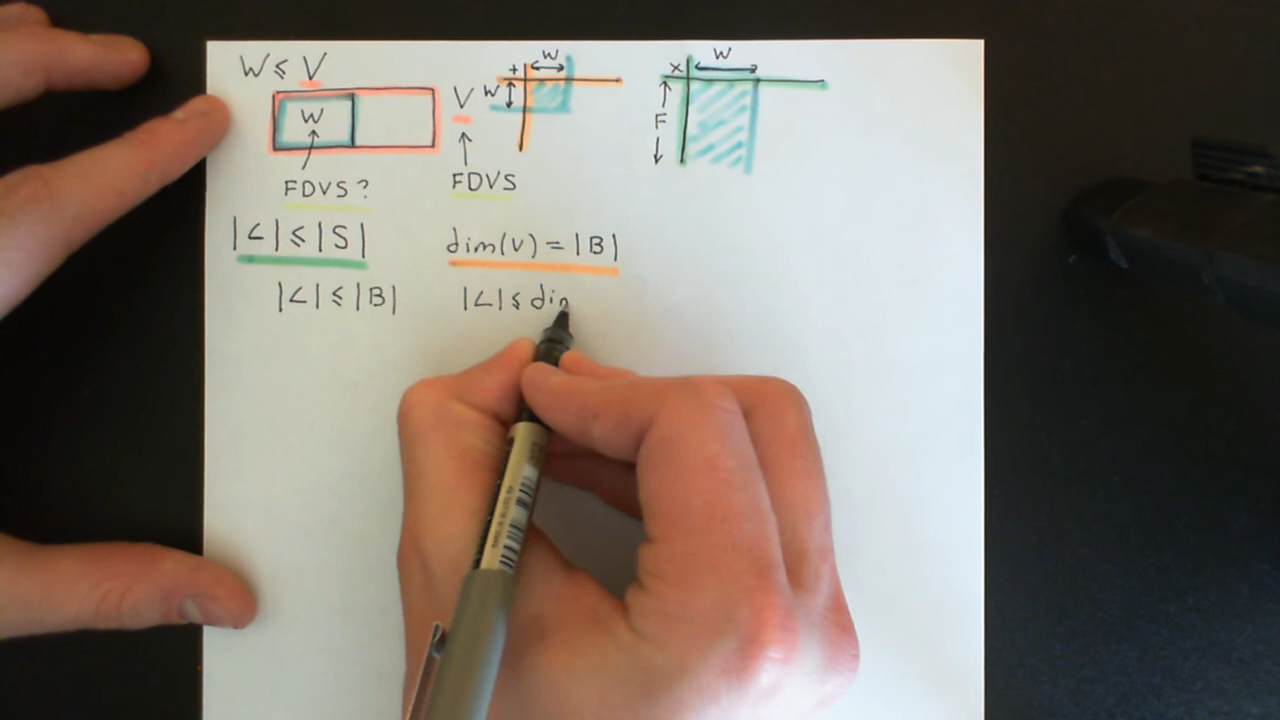 W ≤ V
W
V
+ W
W
x W
F
FDVS?
FDVS
|L| ≤ |S|
dim(V) = |B|
|L| ≤ |B|
|L| ≤ dim